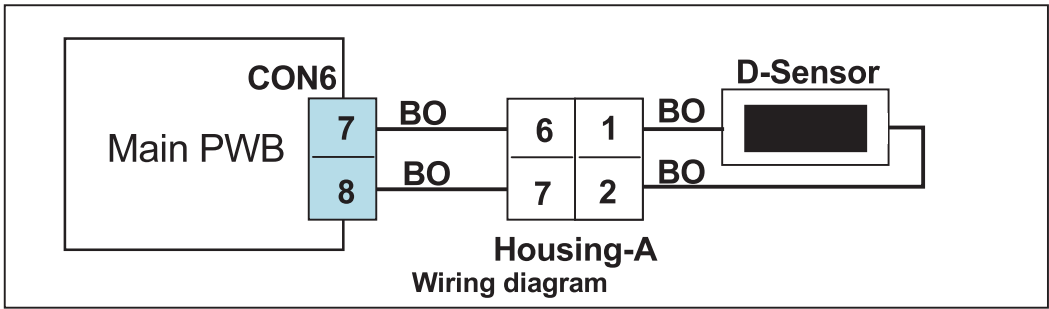 D-Sensor
CON6
BO
BO
7
6
1
Main PWB
BO
BO
8
7
2
Housing-A
Wiring diagram